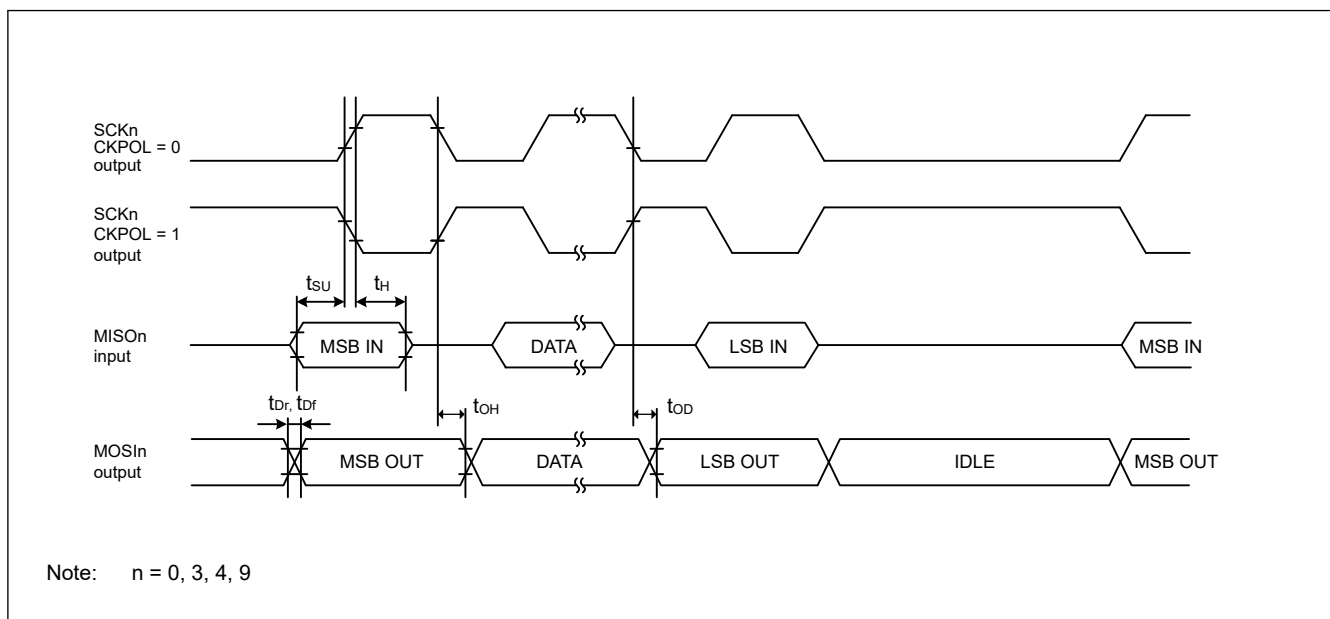 SCKn
CKPOL = 0
output
SCKn
CKPOL = 1
output
tSU
tH
MISOn
input
MSB IN
DATA
LSB IN
MSB IN
tDr, tDf
tOH
tOD
MOSIn
output
MSB OUT
DATA
LSB OUT
IDLE
MSB OUT
Note: n = 0, 3, 4, 9